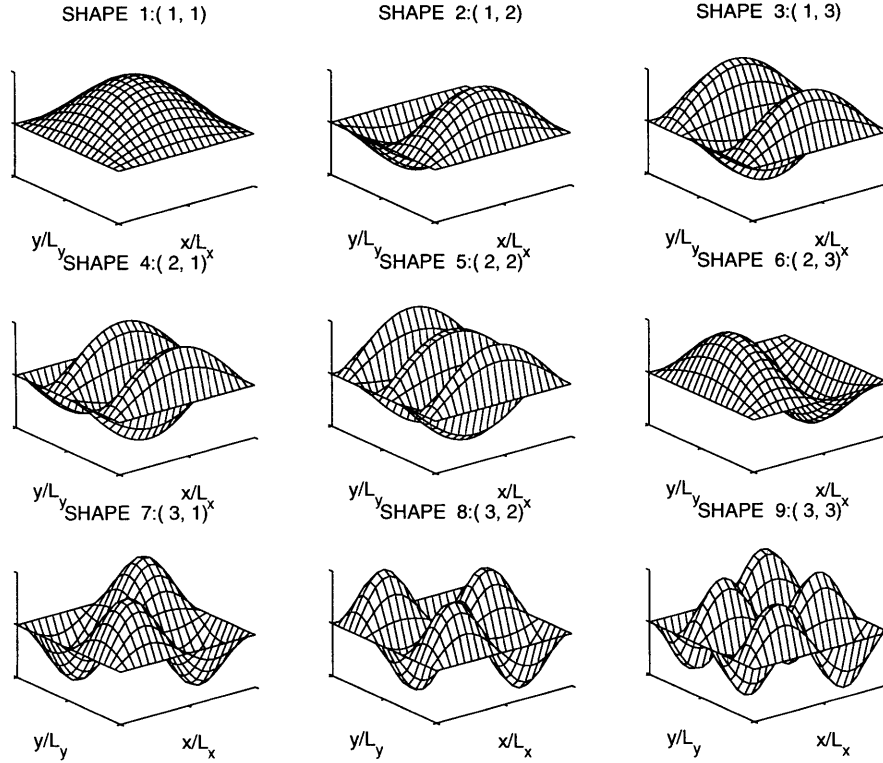 SHAPE 1:( 1, 1)
SHAPE 2:( 1, 2)
SHAPE 3:( 1, 3)
y/Ly
x/Lx
y/Ly
x/Lx
y/Ly
x/Lx
SHAPE 4:( 2, 1)
SHAPE 5:( 2, 2)
SHAPE 6:( 2, 3)
y/Ly
x/Lx
y/Ly
x/Lx
y/Ly
x/Lx
SHAPE 7:( 3, 1)
SHAPE 8:( 3, 2)
SHAPE 9:( 3, 3)
y/Ly
x/Lx
y/Ly
x/Lx
y/Ly
x/Lx